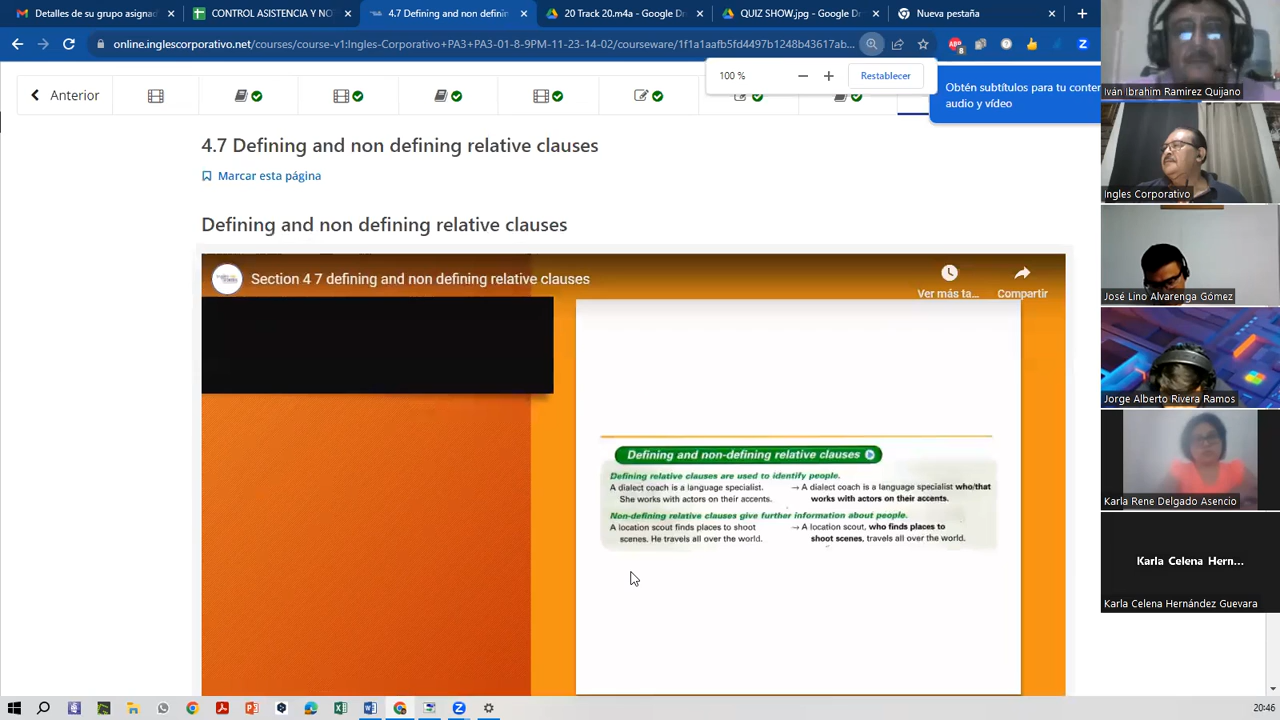 Detalles de su grupo asignad
CONTROL ASISTENCIA Y NO
4.7 Defining and non definin
20 Track 20.m4a - Google Dr
QUIZ SHOW.jpg - Google Dri
Nueva pestaña
online.inglescorporativo.net/courses/course-v1:Ingles-Corporativo+PA3+PA3-01-8-9PM-11-23-14-02/courseware/1f1a1aafb5fd4497b1248b43617ab...
100 %
Restablecer
Obtén subtítulos para tu conten
audio y vídeo
Anterior
4.7 Defining and non defining relative clauses
Marcar esta página
Defining and non defining relative clauses
Section 4 7 defining and non defining relative clauses
Ver más ta...
Compartir
Defining and non-defining relative clauses
Defining relative clauses are used to identify people.
A dialect coach is a language specialist. → A dialect coach is a language specialist who/that
She works with actors on their accents. works with actors on their accents.
Non-defining relative clauses give further information about people.
A location scout finds places to shoot → A location scout, who finds places to
scenes. He travels all over the world. shoot scenes, travels all over the world.
Iván Ibrahim Ramírez Quijano
Ingles Corporativo
José Lino Alvarenga Gómez
Jorge Alberto Rivera Ramos
Karla Rene Delgado Asencio
Karla Celena Hern...
Karla Celena Hernández Guevara
20:46